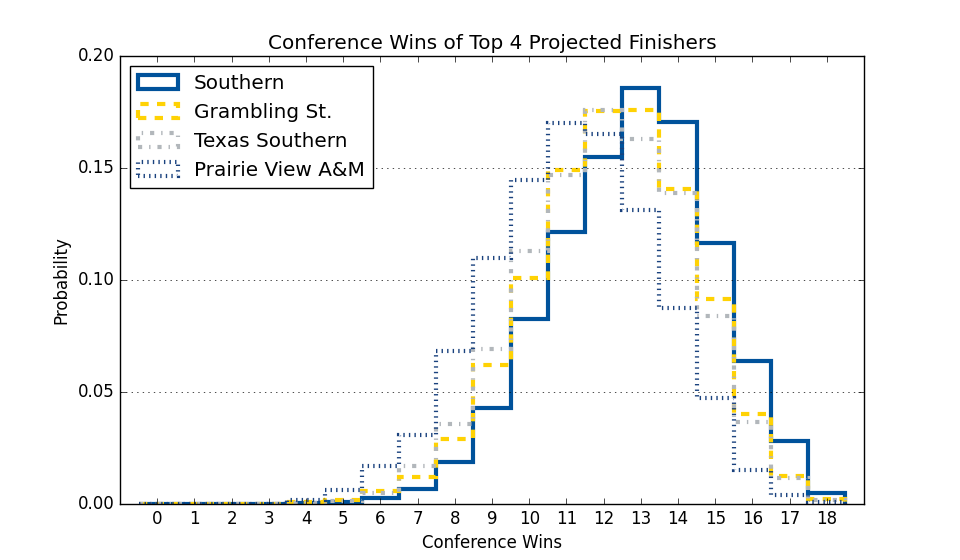 Conference Wins of Top 4 Projected Finishers
0.20
0.15
0.10
0.05
0.00
Probability
Southern
Grambling St.
Texas Southern
Prairie View A&M
0 1 2 3 4 5 6 7 8 9 10 11 12 13 14 15 16 17 18
Conference Wins